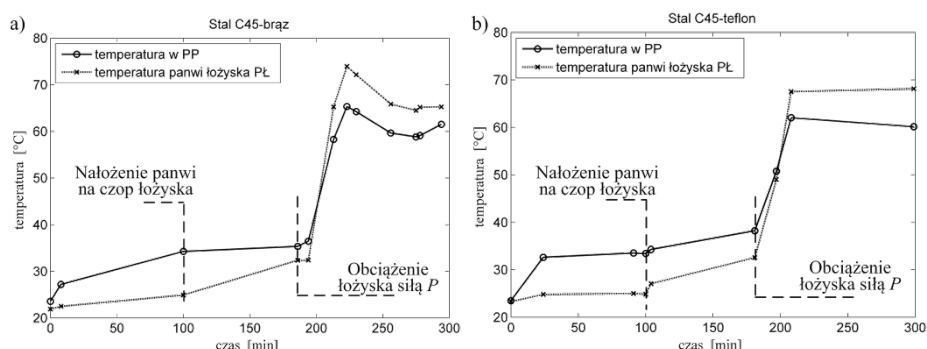 a)
Stal C45-brąz
80
70
60
50
40
30
20
temperatura [°C]
temperatura w PP
temperatura panwi łożyska PŁ
Nałożenie panwi
na czop łożyska
Obciążenie
łożyska siłą P
0
50
100
150
200
250
300
czas [min]
b)
Stal C45-teflon
80
70
60
50
40
30
20
temperatura [°C]
temperatura w PP
temperatura panwi łożyska PŁ
Nałożenie panwi
na czop łożyska
Obciążenie
łożyska siłą P
0
50
100
150
200
250
300
czas [min]